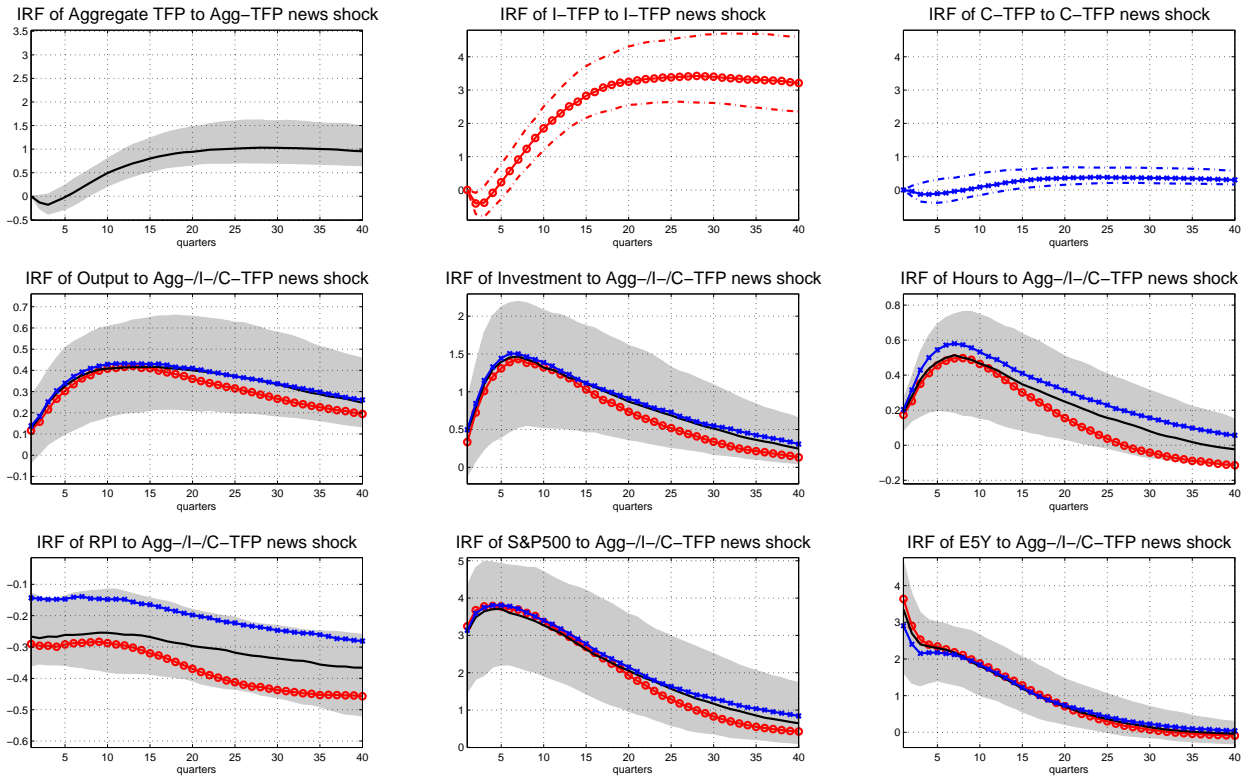 IRF of Aggregate TFP to Agg−TFP news shock
3.5
3
2.5
2
1.5
1
0.5
0
−0.5
5 10 15 20 25 30 35 40
quarters
IRF of I−TFP to I−TFP news shock
4
3
2
1
0
5 10 15 20 25 30 35 40
quarters
IRF of C−TFP to C−TFP news shock
4
3
2
1
0
5 10 15 20 25 30 35 40
quarters
IRF of Output to Agg−/I−/C−TFP news shock
0.7
0.6
0.5
0.4
0.3
0.2
0.1
0
−0.1
5 10 15 20 25 30 35 40
quarters
IRF of Investment to Agg−/I−/C−TFP news shock
2
1.5
1
0.5
0
5 10 15 20 25 30 35 40
quarters
IRF of Hours to Agg−/I−/C−TFP news shock
0.8
0.6
0.4
0.2
0
−0.2
5 10 15 20 25 30 35 40
quarters
IRF of RPI to Agg−/I−/C−TFP news shock
−0.1
−0.2
−0.3
−0.4
−0.5
−0.6
5 10 15 20 25 30 35 40
quarters
IRF of S&P500 to Agg−/I−/C−TFP news shock
5
4
3
2
1
0
5 10 15 20 25 30 35 40
quarters
IRF of E5Y to Agg−/I−/C−TFP news shock
4
3
2
1
0
5 10 15 20 25 30 35 40
quarters